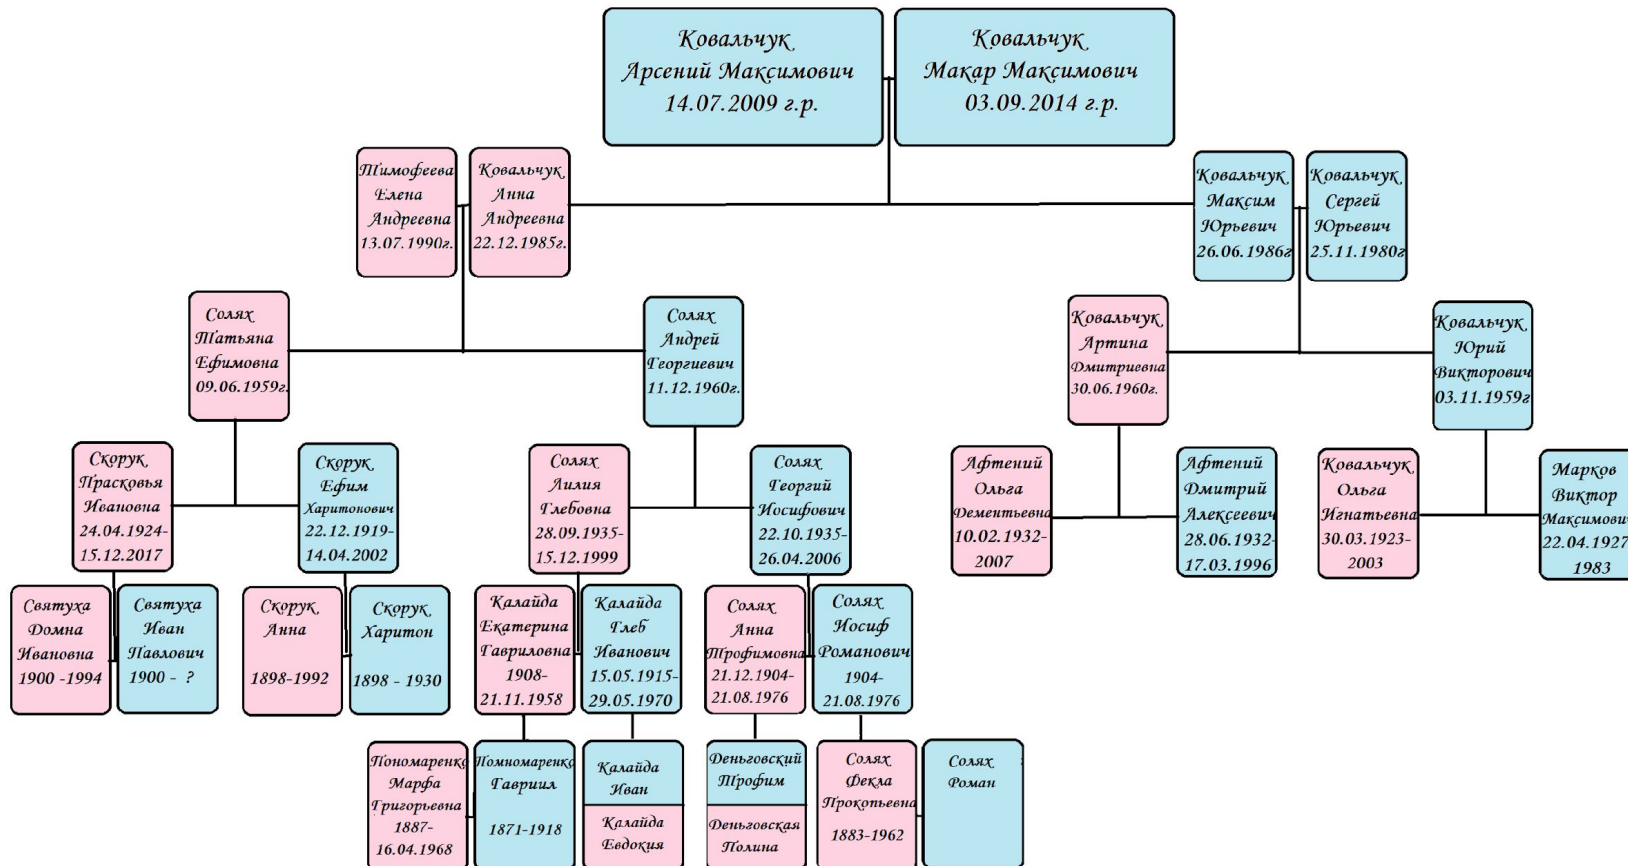 Ковальчук
Арсений Максимович
14.07.2009 г.р.
Ковальчук
Макар Максимович
03.09.2014 г.р.
Тимофеева
Елена
Андреевна
13.07.1990г.
Ковальчук
Анна
Андреевна
22.12.1985г.
Ковальчук
Максим
Юрьевич
26.06.1986г
Ковальчук
Сергей
Юрьевич
25.11.1980г
Солях
Татьяна
Ефимовна
09.06.1959г.
Солях
Андрей
Георгиевич
11.12.1960г.
Ковальчук
Артина
Дмитриевна
30.06.1960г.
Ковальчук
Юрий
Викторович
03.11.1959г
Скорук
Прасковья
Ивановна
24.04.1924-
15.12.2017
Скорук
Ефим
Харитонович
22.12.1919-
14.04.2002
Солях
Лилия
Глебовна
28.09.1935-
15.12.1999
Солях
Георгий
Иосифович
22.10.1935-
26.04.2006
Афтений
Ольга
Дементьевна
10.02.1932-
2007
Афтений
Дмитрий
Алексеевич
28.06.1932-
17.03.1996
Ковальчук
Ольга
Игнатьевна
30.03.1923-
2003
Марков
Виктор
Максимович
22.04.1927-
1983
Святуха
Домна
Ивановна
1900 -1994
Святуха
Иван
Павлович
1900 - ?
Скорук
Анна
1898-1992
Скорук
Харитон
1898 - 1930
Калайда
Екатерина
Гавриловна
1908-
21.11.1958
Калайда
Глеб
Иванович
15.05.1915-
29.05.1970
Солях
Анна
Трофимовна
21.12.1904-
21.08.1976
Солях
Иосиф
Романович
1904-
21.08.1976
Пономаренко
Марфа
Григорьевна
1887-
16.04.1968
Помномаренко
Гавриил
1871-1918
Калайда
Иван
Калайда
Евдокия
Деньговский
Трофим
Деньговская
Полина
Солях
Фекла
Прокопьевна
1883-1962
Солях
Роман